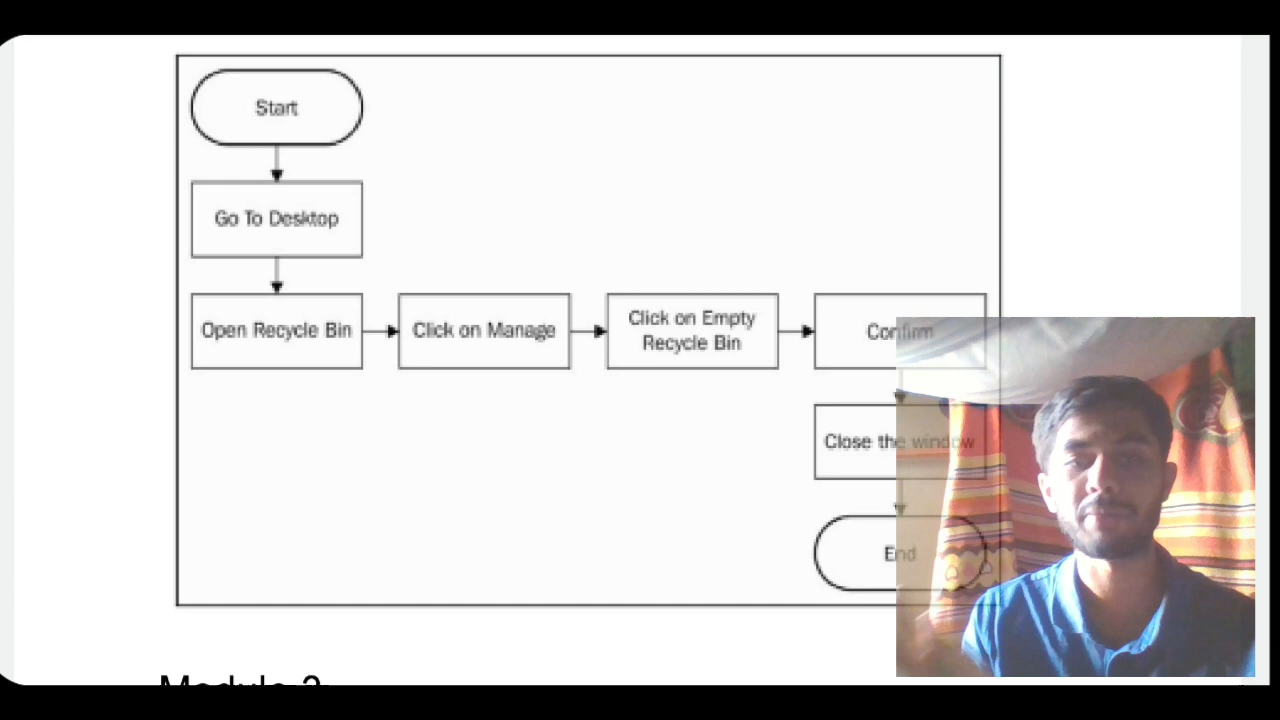 Start
Go To Desktop
Open Recycle Bin
Click on Manage
Click on Empty
Recycle Bin
Confirm
Close the window
End